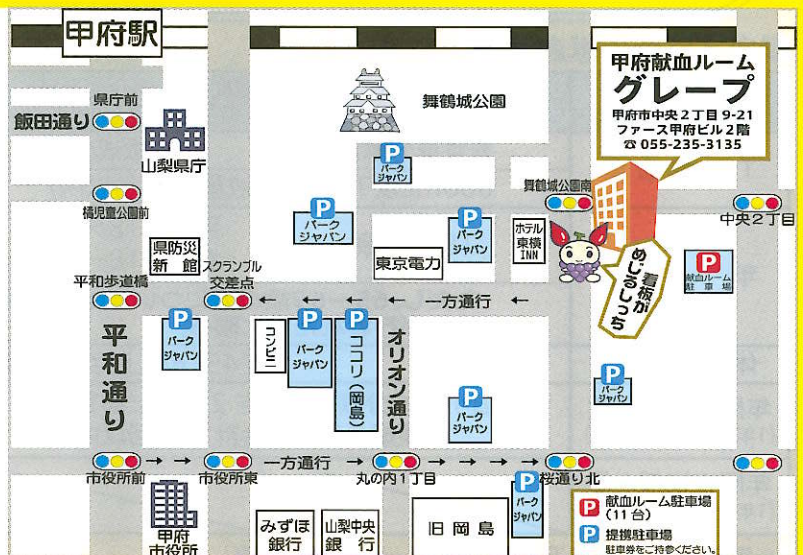 甲府駅
甲府献血ルーム
グレープ
甲府市中央2丁目9-21
ファース甲府ビル2階
☎ 055-235-3135
舞鶴城公園
県庁前
飯田通り
山梨県庁
P
パーク
ジャパン
舞鶴城公園南
橘児童公園前
中央2丁目
P
パーク
ジャパン
P
パーク
ジャパン
ホテル
東横
INN
県防災
新館
東京電力
看板が
めじるしっち
P
献血ルーム
駐車場
スクランブル
交差点
平和歩道橋
← ← ← ← 一方通行 ←
平和通り
P
パーク
ジャパン
コンビニ
P
パーク
ジャパン
P
ココリ(岡島)
オリオン通り
P
パーク
ジャパン
P
パーク
ジャパン
市役所前
→ →
市役所東
一方通行 →
丸の内1丁目
→ → → → →
桜通り北
甲府
市役所
みずほ
銀行
山梨中央
銀行
旧岡島
P
パーク
ジャパン
P 献血ルーム駐車場
(11台)
P 提携駐車場
駐車券をご持参ください。